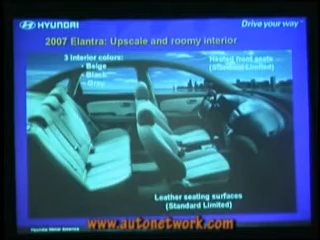 HYUNDAI
Drive your way™
2007 Elantra: Upscale and roomy interior
3 interior colors:
• Beige
• Black
• Gray
Heated front seats
(Standard Limited)
Leather seating surfaces
(Standard Limited)
Hyundai Motor America
www.autonetwork.com